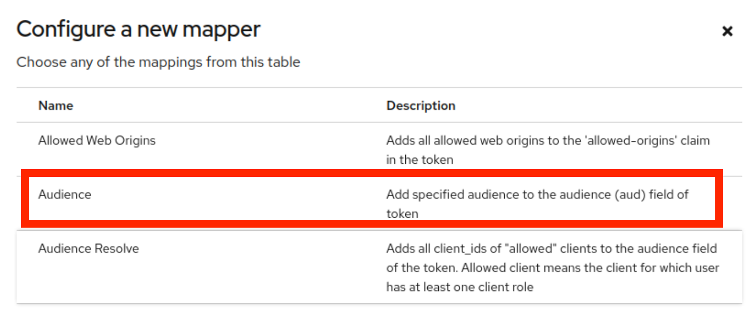 Configure a new mapper
Choose any of the mappings from this table
Name Description
Allowed Web Origins Adds all allowed web origins to the 'allowed-origins' claim
in the token
Audience Add specified audience to the audience (aud) field of
token
Audience Resolve Adds all client_ids of "allowed" clients to the audience field
of the token. Allowed client means the client for which user
has at least one client role